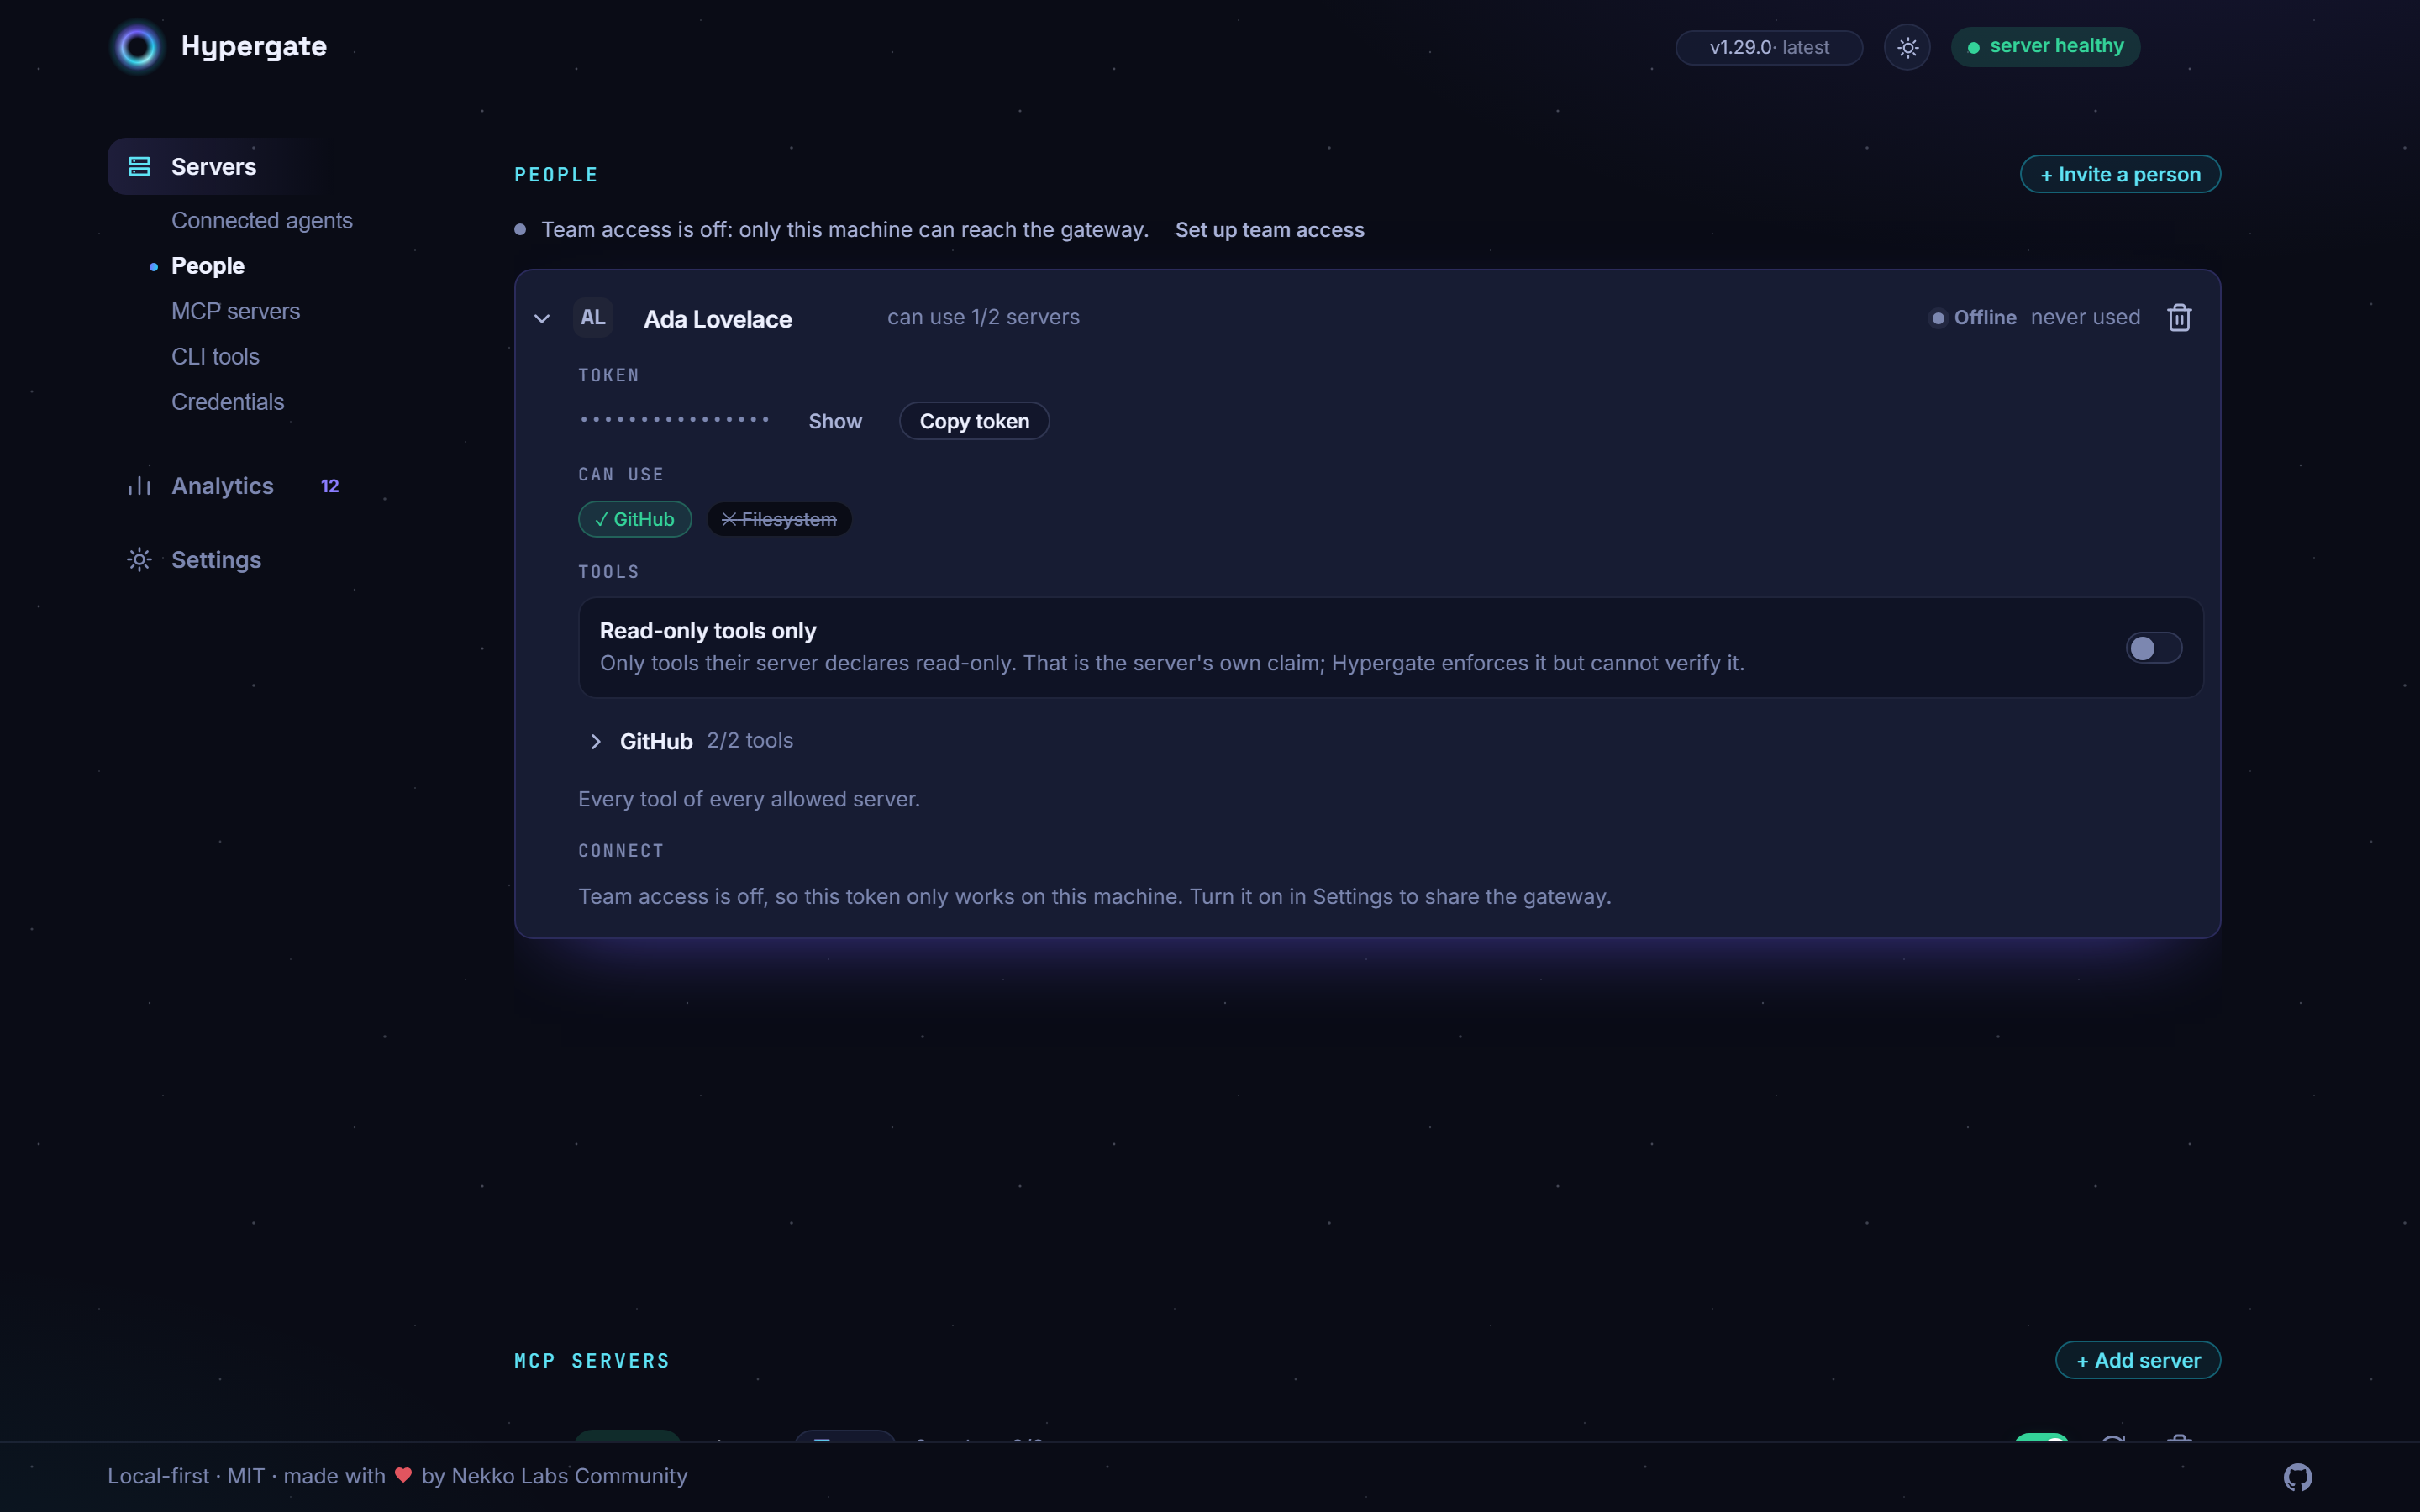 Hypergate
v1.29.0 · latest
server healthy
Servers
Connected agents
People
MCP servers
CLI tools
Credentials
Analytics 12
Settings
PEOPLE
+ Invite a person
Team access is off: only this machine can reach the gateway. Set up team access
AL Ada Lovelace can use 1/2 servers Offline never used
TOKEN
•••••••••••••••• Show Copy token
CAN USE
✓ GitHub ✕ Filesystem
TOOLS
Read-only tools only
Only tools their server declares read-only. That is the server's own claim; Hypergate enforces it but cannot verify it.
GitHub 2/2 tools
Every tool of every allowed server.
CONNECT
Team access is off, so this token only works on this machine. Turn it on in Settings to share the gateway.
MCP SERVERS
+ Add server
Local-first · MIT · made with ❤ by Nekko Labs Community